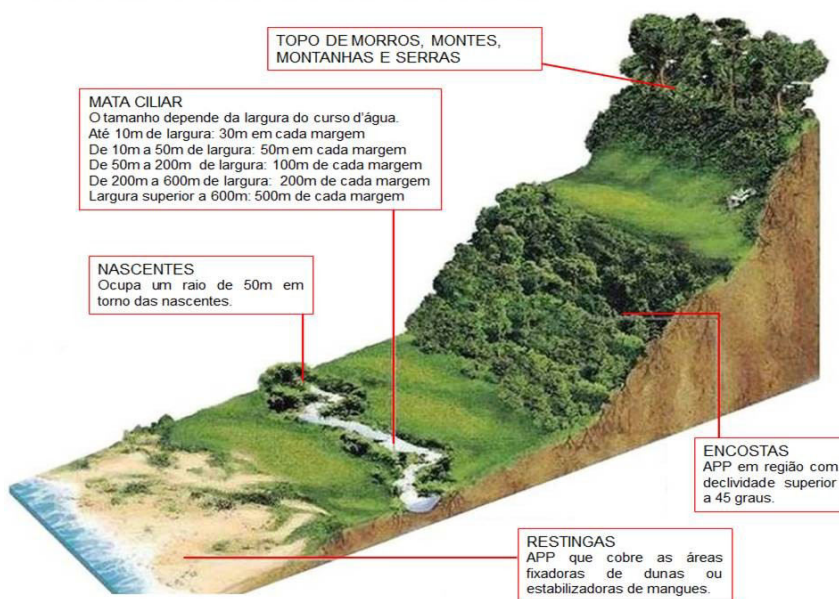 TOPO DE MORROS, MONTES,
MONTANHAS E SERRAS
MATA CILIAR
O tamanho depende da largura do curso d'água.
Até 10m de largura: 30m em cada margem
De 10m a 50m de largura: 50m em cada margem
De 50m a 200m de largura: 100m de cada margem
De 200m a 600m de largura: 200m de cada margem
Largura superior a 600m: 500m de cada margem
NASCENTES
Ocupa um raio de 50m em
torno das nascentes.
ENCOSTAS
APP em região com
declividade superior
a 45 graus.
RESTINGAS
APP que cobre as áreas
fixadoras de dunas ou
estabilizadoras de mangues.